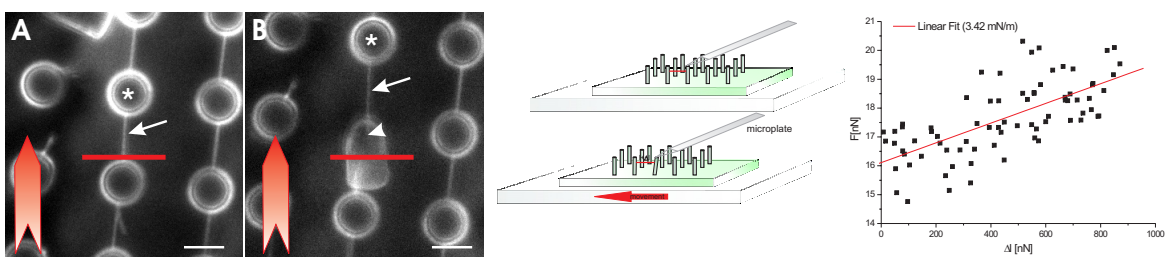 A
*
B
*
microplate
movement
Linear Fit (3.42 mN/m)
F[nN]
21
20
19
18
17
16
15
14
0
200
400
600
800
1000
Δl [nN]